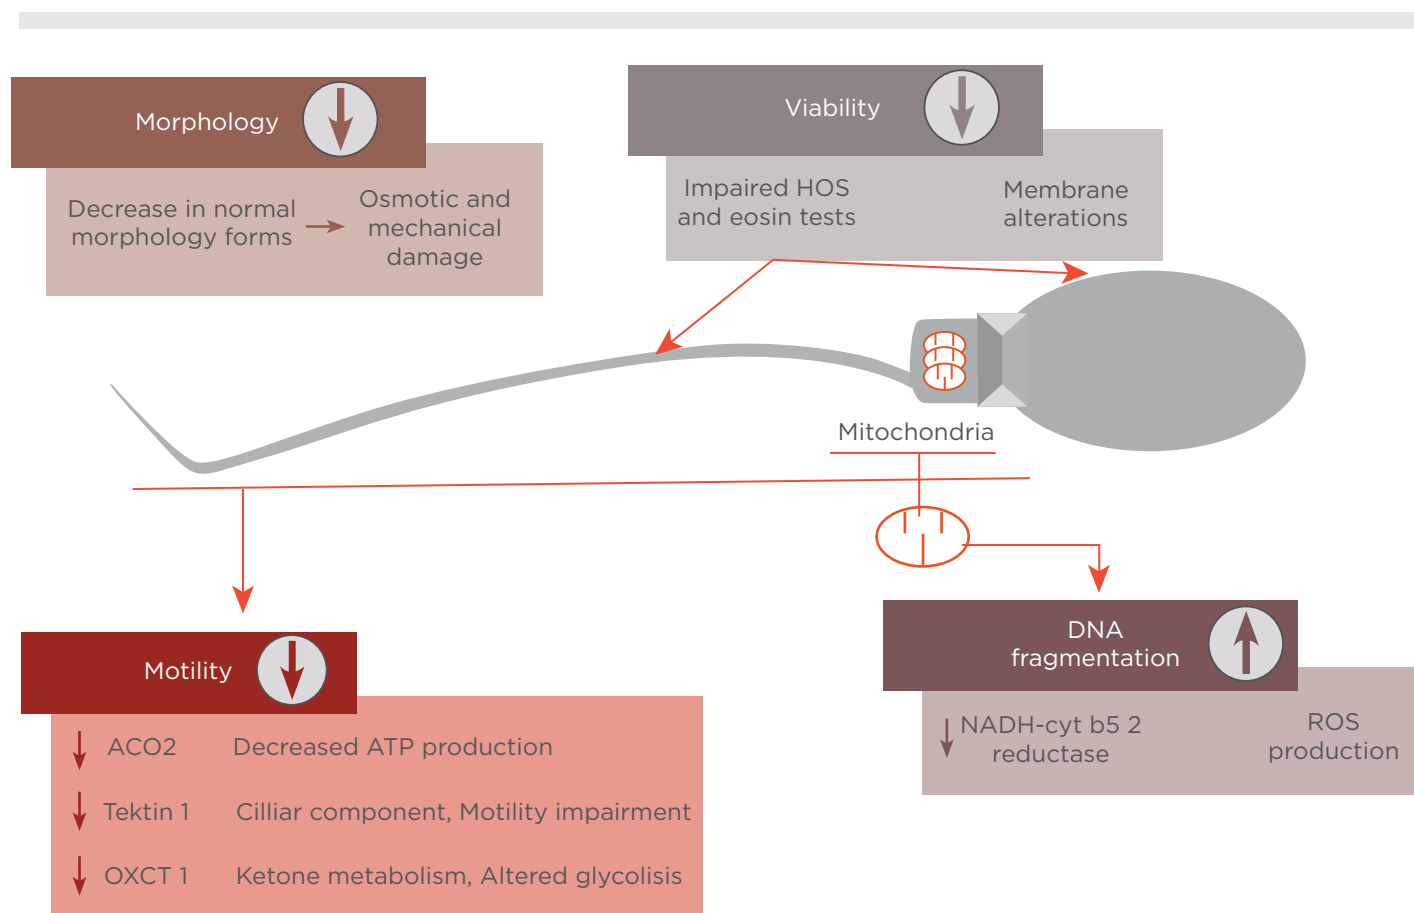 Morphology
Decrease in normal
morphology forms
Osmotic and
mechanical
damage
Viability
Impaired HOS
and eosin tests
Membrane
alterations
Mitochondria
Motility
ACO2 Decreased ATP production
Tektin 1 Cilliar component, Motility impairment
OXCT 1 Ketone metabolism, Altered glycolisis
DNA
fragmentation
NADH-cyt b5 2
reductase
ROS
production